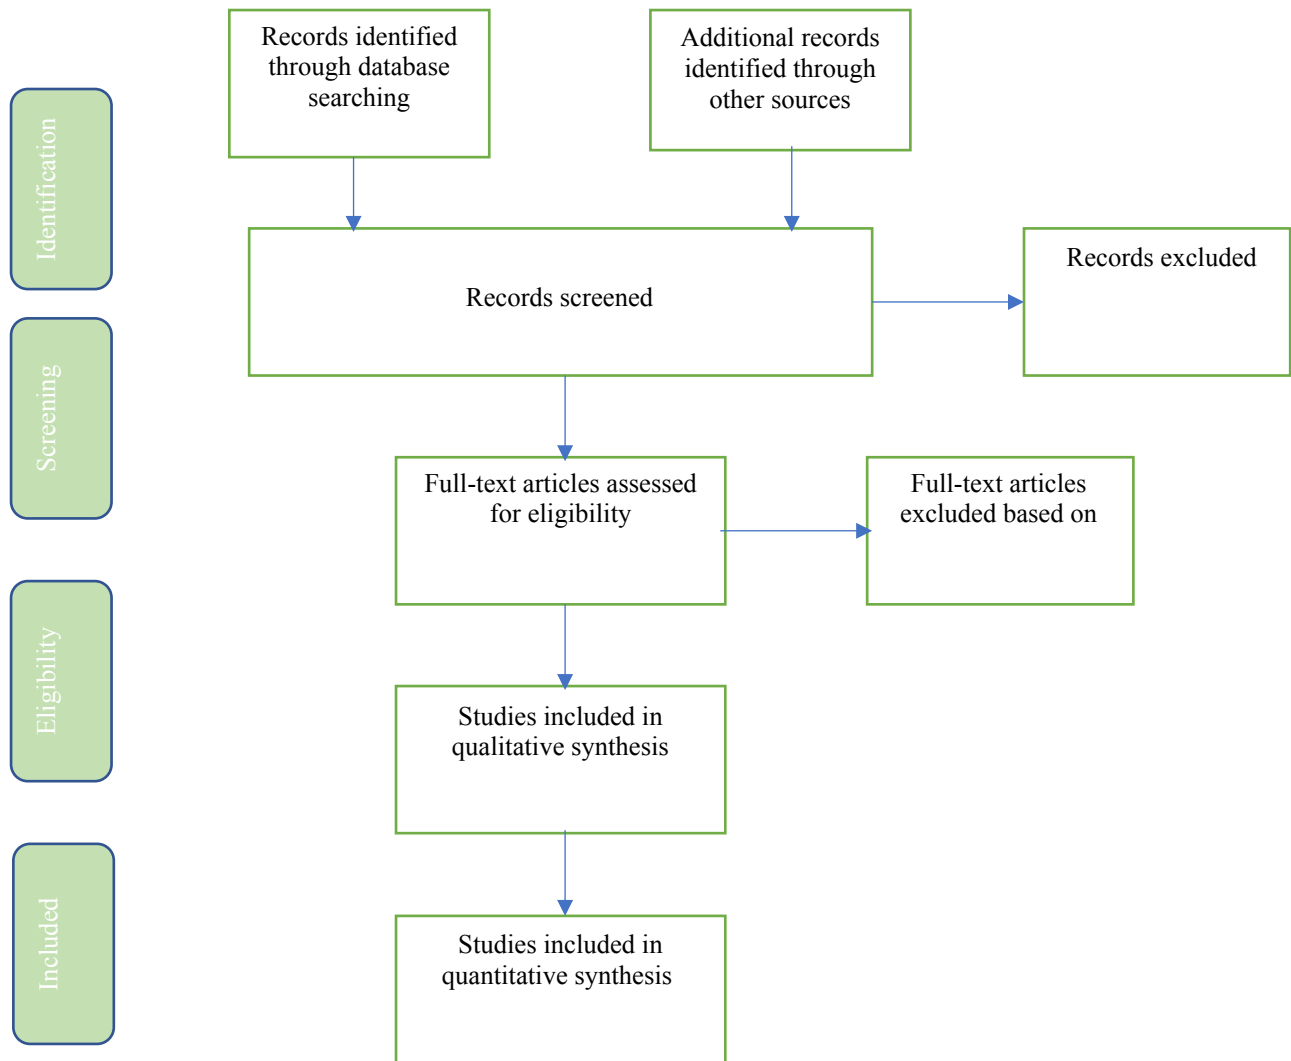 Records identified
through database
searching
Additional records
identified through
other sources
Identification
Records screened
Records excluded
Screening
Full-text articles assessed
for eligibility
Full-text articles
excluded based on
Eligibility
Studies included in
qualitative synthesis
Included
Studies included in
quantitative synthesis